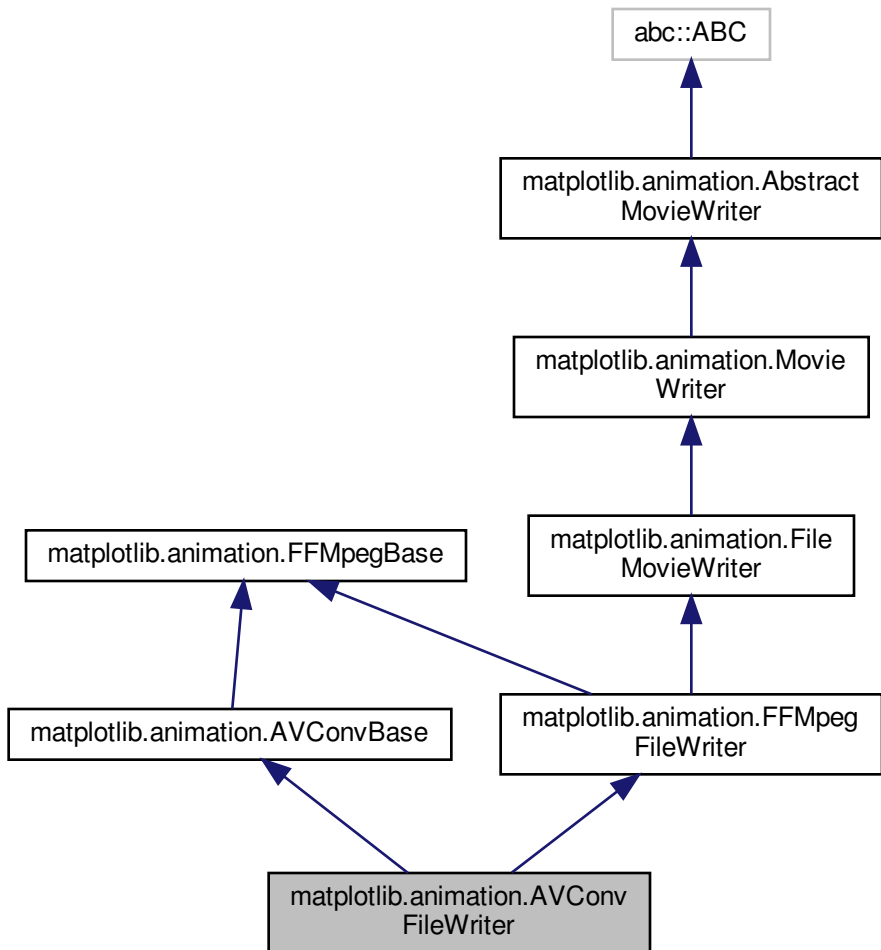 abc::ABC
matplotlib.animation.Abstract
MovieWriter
matplotlib.animation.Movie
Writer
matplotlib.animation.File
MovieWriter
matplotlib.animation.FFMpegBase
matplotlib.animation.AVConvBase
matplotlib.animation.FFMpeg
FileWriter
matplotlib.animation.AVConv
FileWriter